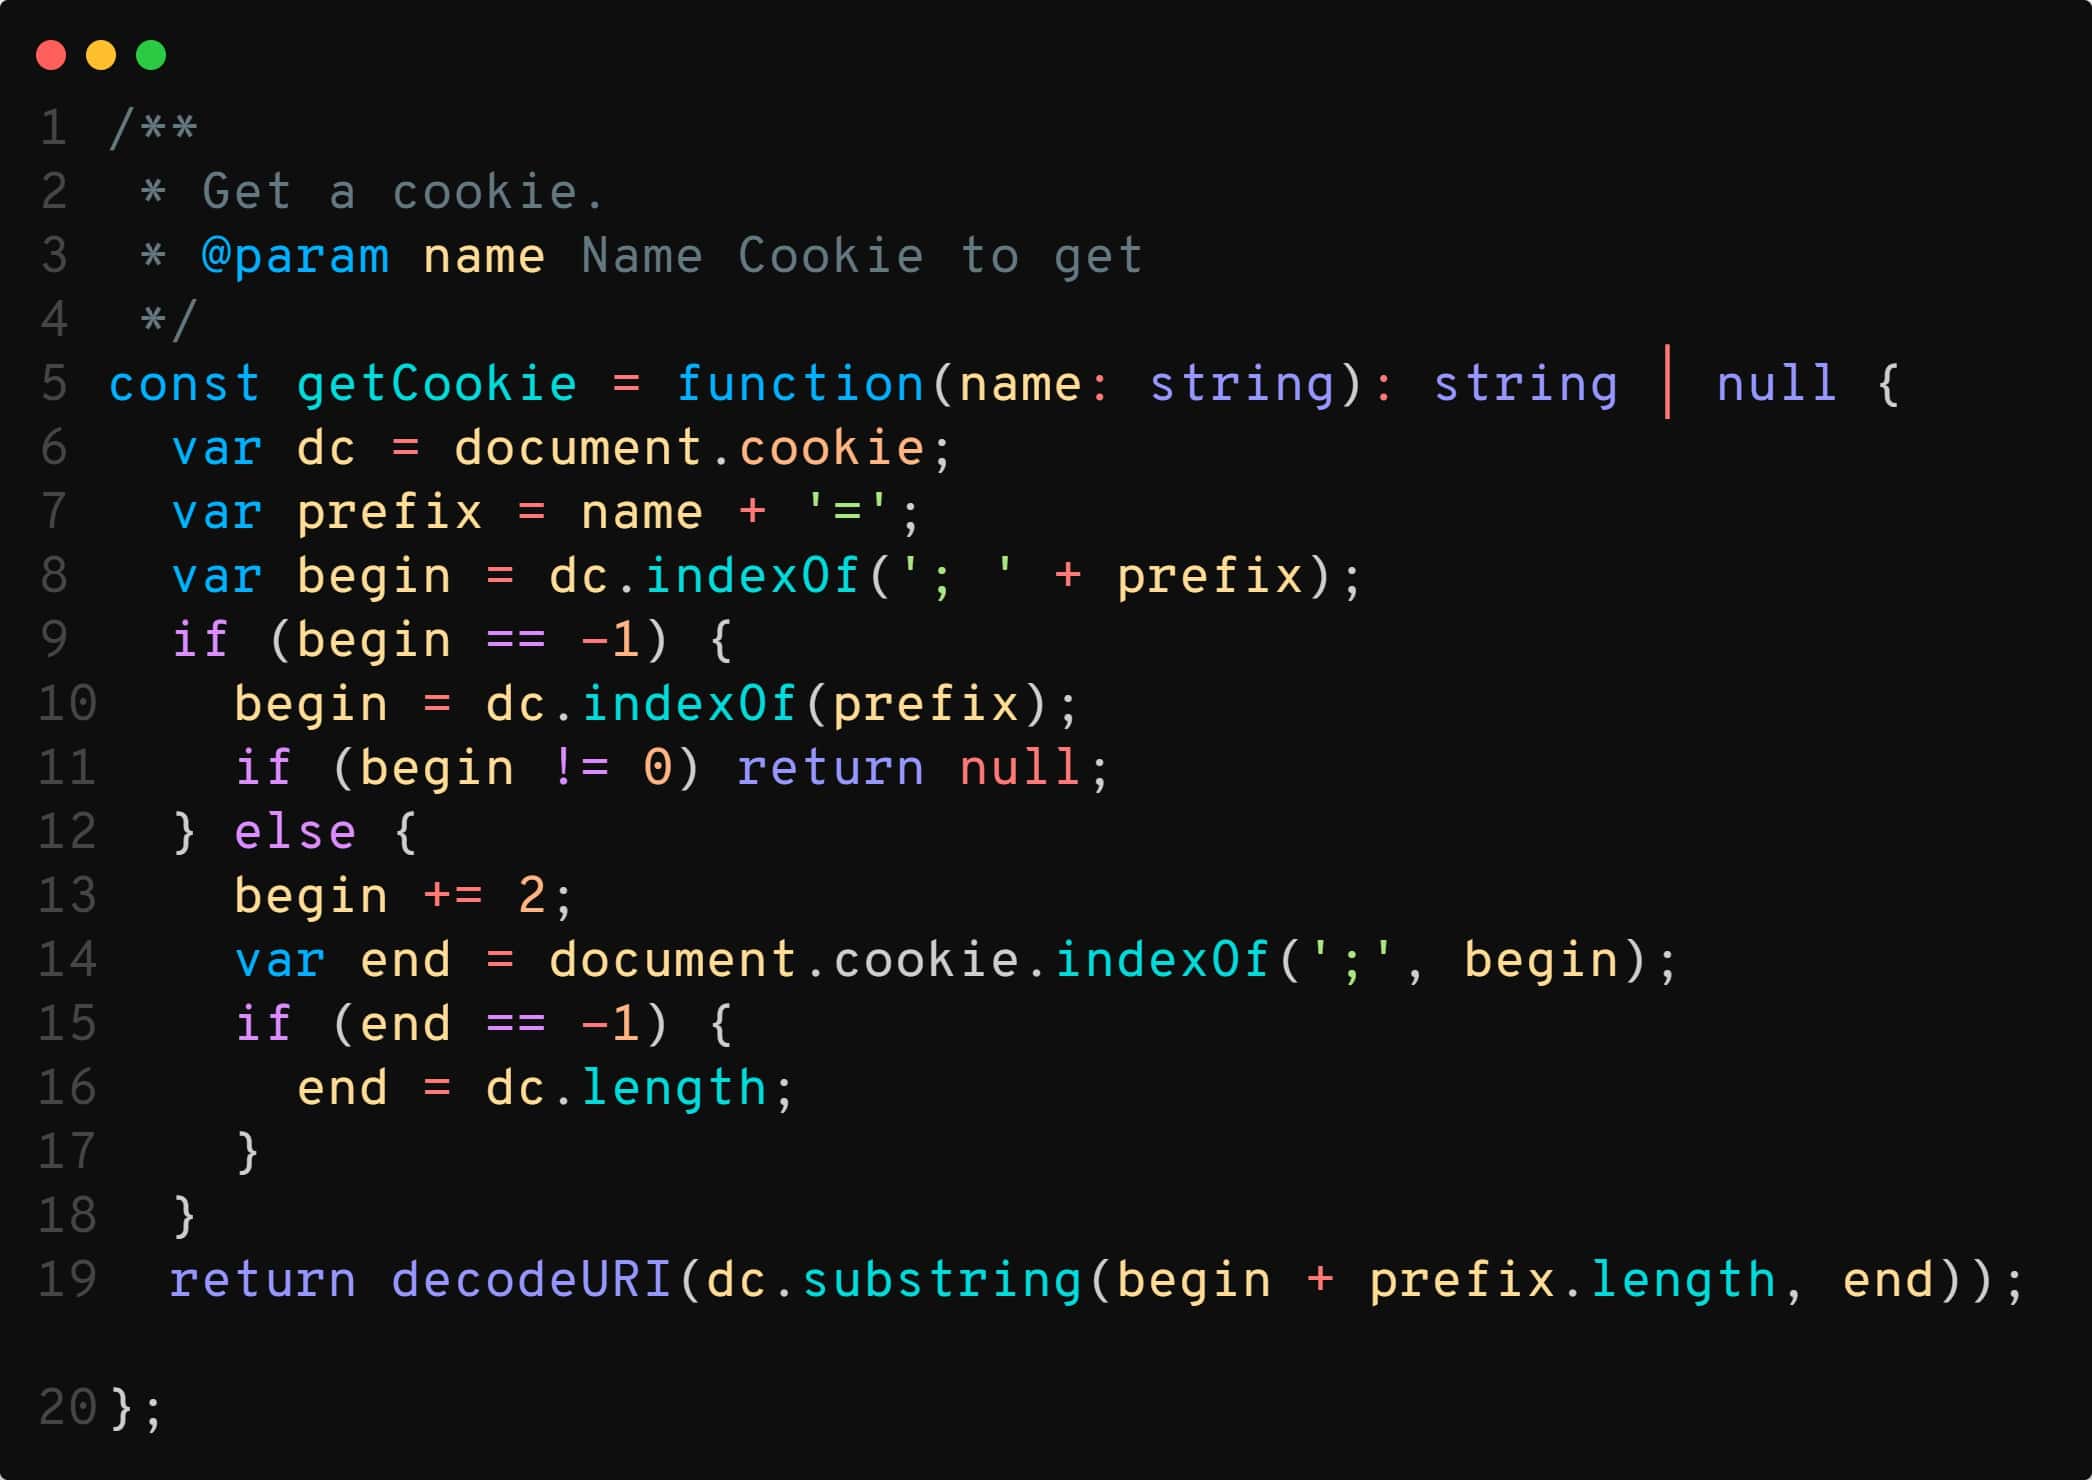 1 /**
2  * Get a cookie.
3  * @param name Name Cookie to get
4  */
5 const getCookie = function(name: string): string | null {
6   var dc = document.cookie;
7   var prefix = name + '=';
8   var begin = dc.indexOf('; ' + prefix);
9   if (begin == -1) {
10     begin = dc.indexOf(prefix);
11     if (begin != 0) return null;
12   } else {
13     begin += 2;
14     var end = document.cookie.indexOf(';', begin);
15     if (end == -1) {
16       end = dc.length;
17     }
18   }
19   return decodeURI(dc.substring(begin + prefix.length, end));
20 };